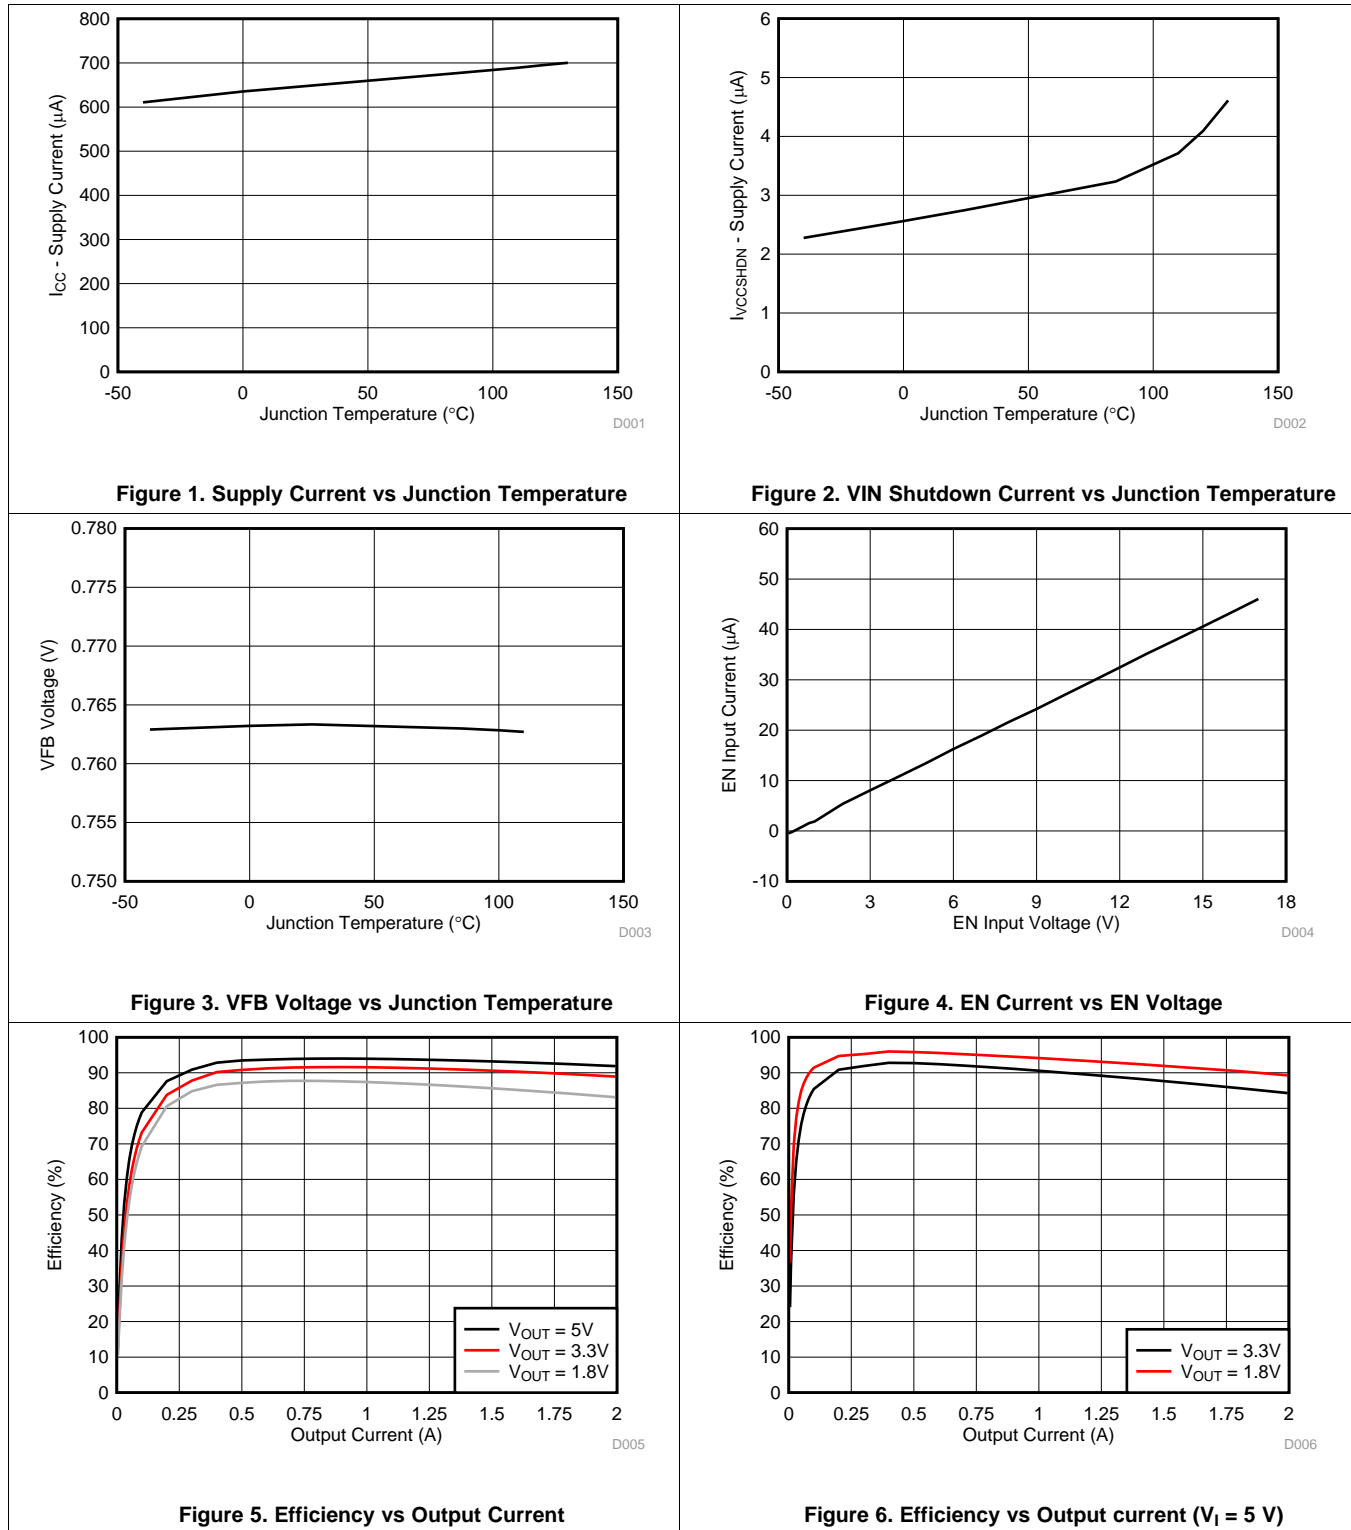 800
700
600
500
400
300
200
100
0
-50 0 50 100 150
ICC - Supply Current (µA)
Junction Temperature (°C)
D001
Figure 1. Supply Current vs Junction Temperature
6
5
4
3
2
1
0
-50 0 50 100 150
IVCCSHDN - Supply Current (µA)
Junction Temperature (°C)
D002
Figure 2. VIN Shutdown Current vs Junction Temperature
0.780
0.775
0.770
0.765
0.760
0.755
0.750
-50 0 50 100 150
VFB Voltage (V)
Junction Temperature (°C)
D003
Figure 3. VFB Voltage vs Junction Temperature
60
50
40
30
20
10
0
-10
0 3 6 9 12 15 18
EN Input Current (µA)
EN Input Voltage (V)
D004
Figure 4. EN Current vs EN Voltage
100
90
80
70
60
50
40
30
20
10
0
0 0.25 0.5 0.75 1 1.25 1.5 1.75 2
Efficiency (%)
Output Current (A)
VOUT = 5V
VOUT = 3.3V
VOUT = 1.8V
D005
Figure 5. Efficiency vs Output Current
100
90
80
70
60
50
40
30
20
10
0
0 0.25 0.5 0.75 1 1.25 1.5 1.75 2
Efficiency (%)
Output Current (A)
VOUT = 3.3V
VOUT = 1.8V
D006
Figure 6. Efficiency vs Output current (VI = 5 V)